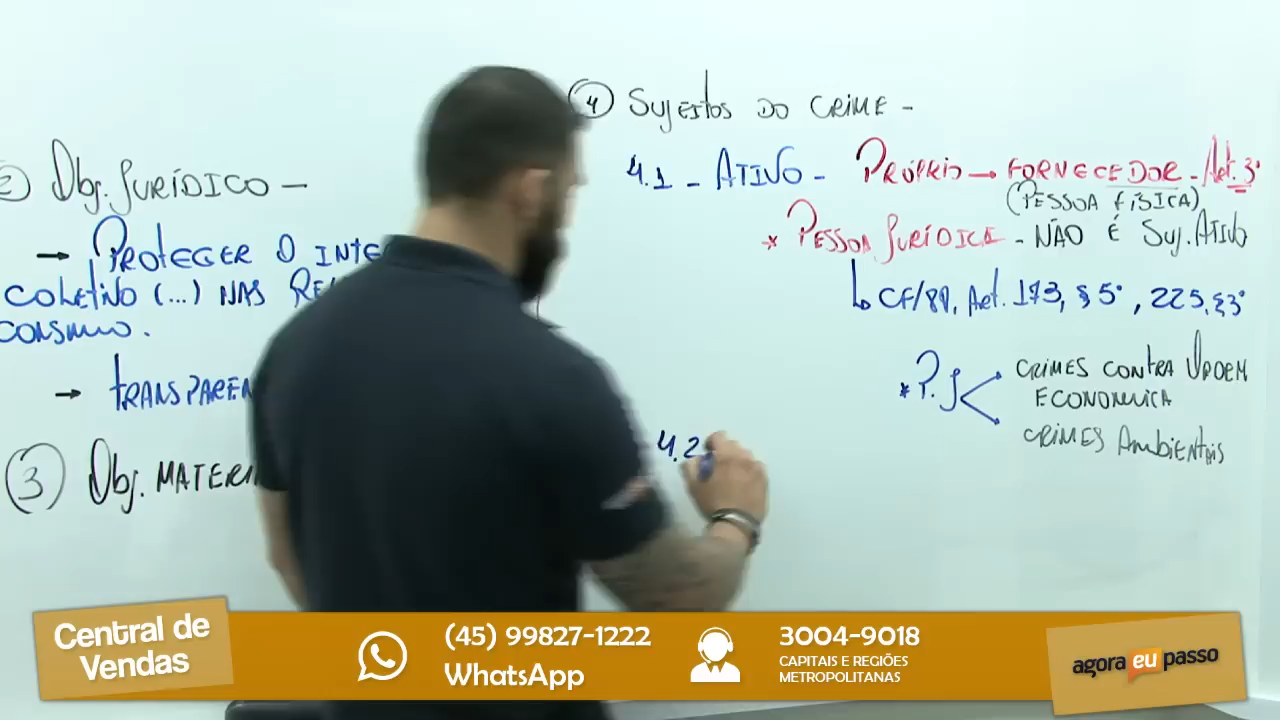 2 Obj. JURÍDICO —
→ PROTEGER O INTE
COLETIVO (...) NAS RE
CONSUMO.
→ TRANSPAREN
3 Obj. MATERI
4 SUJEITOS DO CRIME -
4.1 - ATIVO - PRÓPRIO → FORNECEDOR - Art. 3º
(PESSOA FÍSICA)
* PESSOA JURÍDICA - NÃO É SUJ. ATIVO
↳ CF/88, Art. 173, § 5º, 225, § 3º
* P. J CRIMES CONTRA ORDEM
ECONOMICA
CRIMES AMBIENTAIS
4.2
Central de
Vendas
(45) 99827-1222
WhatsApp
3004-9018
CAPITAIS E REGIÕES
METROPOLITANAS
agora eu passo